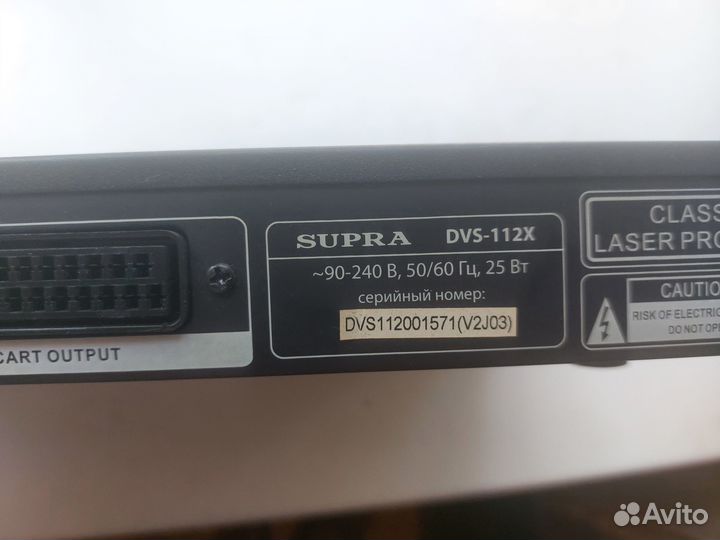 CART OUTPUT
SUPRA DVS-112X
~90-240 В, 50/60 Гц, 25 Вт
серийный номер:
DVS112001571(V2J03)
CLASS
LASER PRO
CAUTIO
RISK OF ELECTRIC
DO NOT OP
Avito